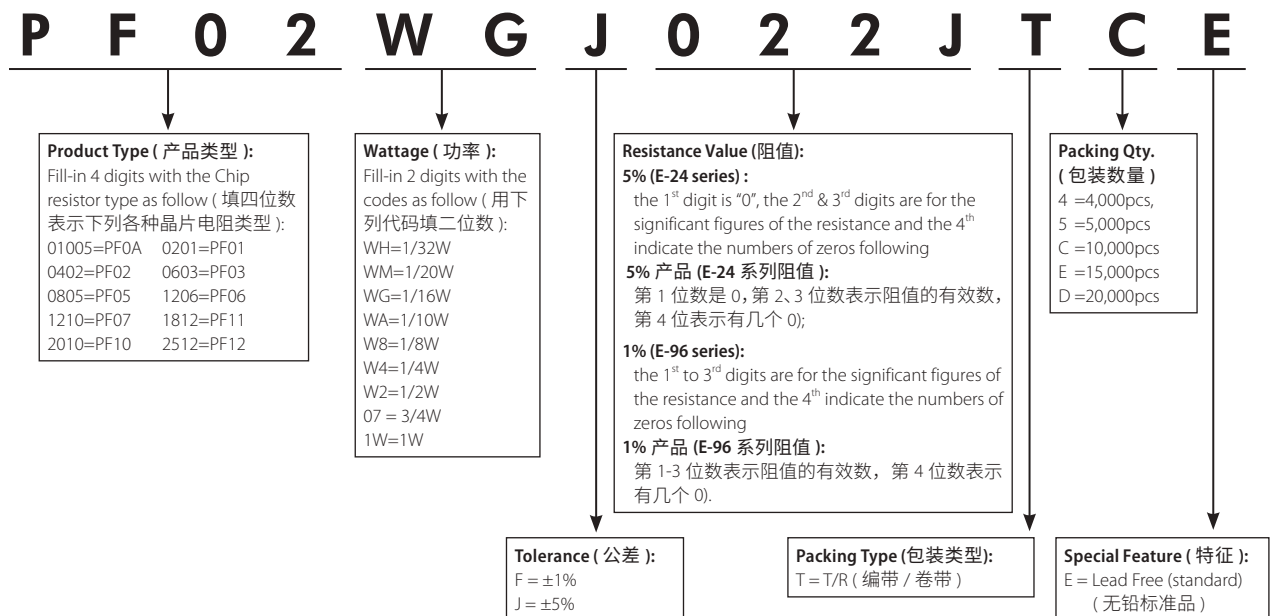 P F 0 2 W G J 0 2 2 J T C E
Product Type ( 产品类型 ):
Fill-in 4 digits with the Chip
resistor type as follow ( 填四位数
表示下列各种晶片电阻类型 ):
01005=PF0A 0201=PF01
0402=PF02 0603=PF03
0805=PF05 1206=PF06
1210=PF07 1812=PF11
2010=PF10 2512=PF12
Wattage ( 功率 ):
Fill-in 2 digits with the
codes as follow ( 用下
列代码填二位数 ):
WH=1/32W
WM=1/20W
WG=1/16W
WA=1/10W
W8=1/8W
W4=1/4W
W2=1/2W
07 = 3/4W
1W=1W
Resistance Value (阻值):
5% (E-24 series) :
the 1st digit is “0”, the 2nd & 3rd digits are for the
significant figures of the resistance and the 4th
indicate the numbers of zeros following
5% 产品 (E-24 系列阻值 ):
第 1 位数是 0, 第 2、3 位数表示阻值的有效数,
第 4 位表示有几个 0);
1% (E-96 series):
the 1st to 3rd digits are for the significant figures of
the resistance and the 4th indicate the numbers of
zeros following
1% 产品 (E-96 系列阻值 ):
第 1-3 位数表示阻值的有效数，第 4 位数表示
有几个 0).
Packing Qty.
( 包装数量 )
4 =4,000pcs,
5 =5,000pcs
C =10,000pcs
E =15,000pcs
D =20,000pcs
Tolerance ( 公差 ):
F = ±1%
J = ±5%
Packing Type (包装类型):
T = T/R ( 编带 / 卷带 )
Special Feature ( 特征 ):
E = Lead Free (standard)
( 无铅标准品 )